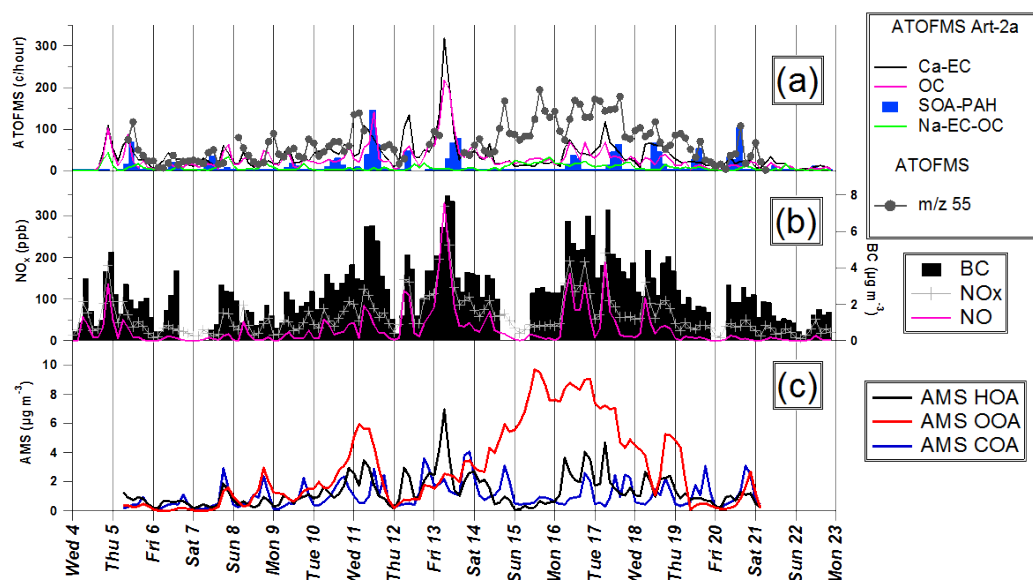 ATOFMS (c/hour)
300
200
100
0
(a)
ATOFMS Art-2a
Ca-EC
OC
SOA-PAH
Na-EC-OC
ATOFMS
m/z 55
NOx (ppb)
300
200
100
0
(b)
8
6
4
2
0
BC (µg m-3)
BC
NOx
NO
AMS (µg m-3)
10
8
6
4
2
0
(c)
AMS HOA
AMS OOA
AMS COA
Wed 4
Thu 5
Fri 6
Sat 7
Sun 8
Mon 9
Tue 10
Wed 11
Thu 12
Fri 13
Sat 14
Sun 15
Mon 16
Tue 17
Wed 18
Thu 19
Fri 20
Sat 21
Sun 22
Mon 23